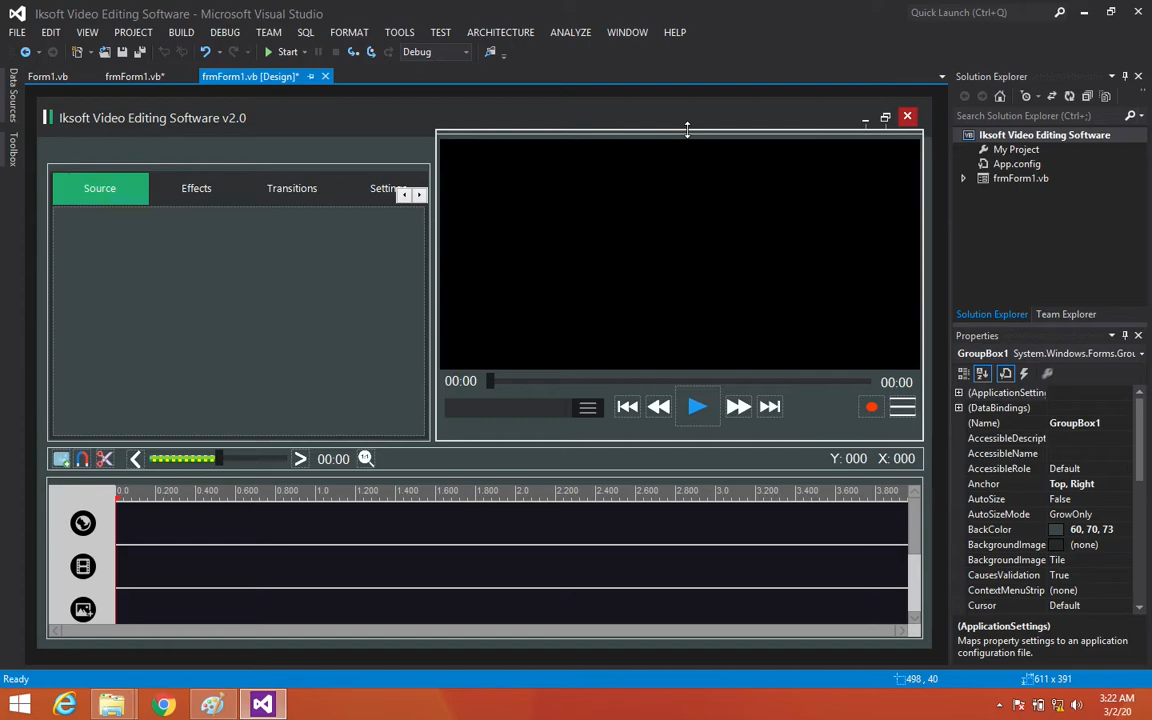 Iksoft Video Editing Software - Microsoft Visual Studio
Quick Launch (Ctrl+;)
FILE EDIT VIEW PROJECT BUILD DEBUG TEAM SQL FORMAT TOOLS TEST ARCHITECTURE ANALYZE WINDOW HELP
Start Debug
Form1.vb frmForm1.vb* frmForm1.vb [Design]*
Data Sources
Toolbox
Iksoft Video Editing Software v2.0
Source Effects Transitions Settin
00:00 00:00
00:00 1:1 Y: 000 X: 000
0.0 0.200 0.400 0.600 0.800 1.0 1.200 1.400 1.600 1.800 2.0 2.200 2.400 2.600 2.800 3.0 3.200 3.400 3.600 3.800
Solution Explorer
Search Solution Explorer (Ctrl+;)
Iksoft Video Editing Software
My Project
App.config
frmForm1.vb
Solution Explorer Team Explorer
Properties
GroupBox1 System.Windows.Forms.Grou
(ApplicationSettin
(DataBindings)
(Name) GroupBox1
AccessibleDescript
AccessibleName
AccessibleRole Default
Anchor Top, Right
AutoSize False
AutoSizeMode GrowOnly
BackColor 60, 70, 73
BackgroundImage (none)
BackgroundImage Tile
CausesValidation True
ContextMenuStrip (none)
Cursor Default
(ApplicationSettings)
Maps property settings to an application
configuration file.
Ready 498 , 40 611 x 391
3:22 AM
3/2/20